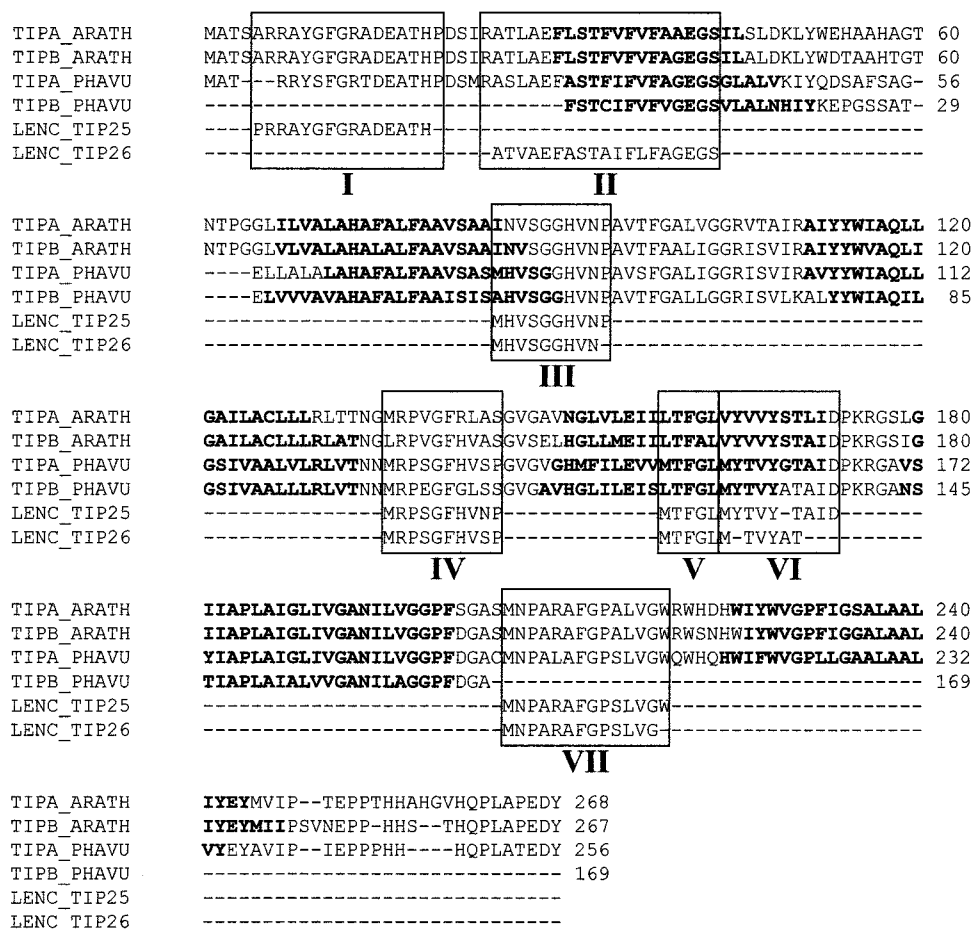 TIPA_ARATH MATSARRAYGFGRADEATHPDSIRATLAEFLSTFVFVFAAEGSILSLDKLYWEHAAHAGT 60
TIPB_ARATH MATSARRAYGFGRADEATHPDSIRATLAEFLSTFVFVFAGEGSILALDKLYWDTAAHTGT 60
TIPA_PHAVU MAT---RRYSFGRTDEATHPDSMRASLAEFASTFIFVFAGEGSGLALVKIYQDSAFSAG- 56
TIPB_PHAVU FSTCIFVFVGEGSVLALNHIYKEPGSSAT- 29
LENC_TIP25 ----PRRAYGFGRADEATH-----------------------------------------
LENC_TIP26 ------------------------ATVAEFASTAIFLFAGEGS-----------------
I II
TIPA_ARATH NTPGGLILVALAHAFALFAAVSAAINVSGGHVNPAVTFGALVGGRVTAIRAIYYWIAQLL 120
TIPB_ARATH NTPGGLVLVALAHALALFAAVSAAINVSGGHVNPAVTFAALIGGRISVIRAIYYWVAQLI 120
TIPA_PHAVU ----ELLALALAHAFALFAAVSASMHVSGGHVNPAVSFGALIGGRISVIRAVYYWIAQLL 112
TIPB_PHAVU ----ELVVVAVAHAFALFAAISISAHVSGGHVNPAVTFGALLGGRISVLKALYYWIAQIL 85
LENC_TIP25 ------------------------MHVSGGHVNP--------------------------
LENC_TIP26 ------------------------MHVSGGHVN---------------------------
III
TIPA_ARATH GAILACLLLRLTTNGMRPVGFRLASGVGAVNGLVLEIILTFGLVYVVYSTLIDPKRGSLG 180
TIPB_ARATH GAILACLLLRLATNGLRPVGFHVASGVSELHGLLMEIILTFALVYVVYSTAIDPKRGSIG 180
TIPA_PHAVU GSIVAALVLRLVTNNMRPSGFHVSPGVGVGHMFILEVVMTFGLMYTVYGTAIDPKRGAVS 172
TIPB_PHAVU GSIVAALLLRLVTNNMRPEGFGLSSGVGAVHGLILEISLTFGLMYTVYATAIDPKRGANS 145
LENC_TIP25 ---------------MRPSGFHVNP-------------MTFGLMYTVY-TAID-------
LENC_TIP26 ---------------MRPSGFHVSP-------------MTFGLM-TVYAT----------
IV V VI
TIPA_ARATH IIAPLAIGLIVGANILVGGPFSGASMNPARAFGPALVGWRWHDHWIYWVGPFIGSALAAL 240
TIPB_ARATH IIAPLAIGLIVGANILVGGPFDGASMNPARAFGPALVGWRWSNHWIYWVGPFIGGALAAL 240
TIPA_PHAVU YIAPLAIGLIVGANILVGGPFDGACMNPALAFGPSLVGWQWHQHWIFWVGPLLGAALAAL 232
TIPB_PHAVU TIAPLAIALVVGANILAGGPFDGA------------------------------------ 169
LENC_TIP25 -------------------------MNPARAFGPSLVGW---------------------
LENC_TIP26 -------------------------MNPARAFGPSLVG----------------------
VII
TIPA_ARATH IYEYMVIP--TEPPTHHAHGVHQPLAPEDY 268
TIPB_ARATH IYEYMIIPSVNEPP-HHS--THQPLAPEDY 267
TIPA_PHAVU VYEYAVIP--IEPPPHH----HQPLATEDY 256
TIPB_PHAVU ------------------------------ 169
LENC_TIP25 ------------------------------
LENC_TIP26 ------------------------------